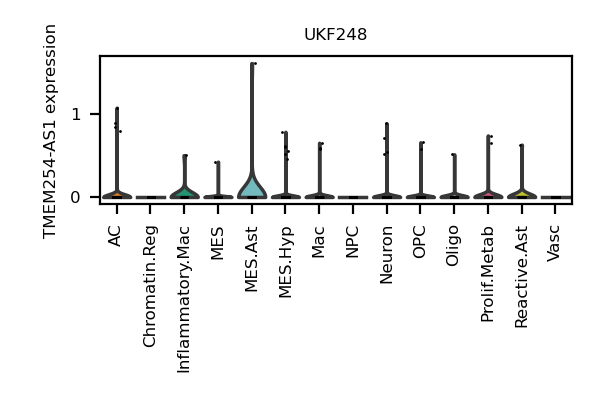 UKF248
TMEM254-AS1 expression
1
0
AC
Chromatin.Reg
Inflammatory.Mac
MES
MES.Ast
MES.Hyp
Mac
NPC
Neuron
OPC
Oligo
Prolif.Metab
Reactive.Ast
Vasc